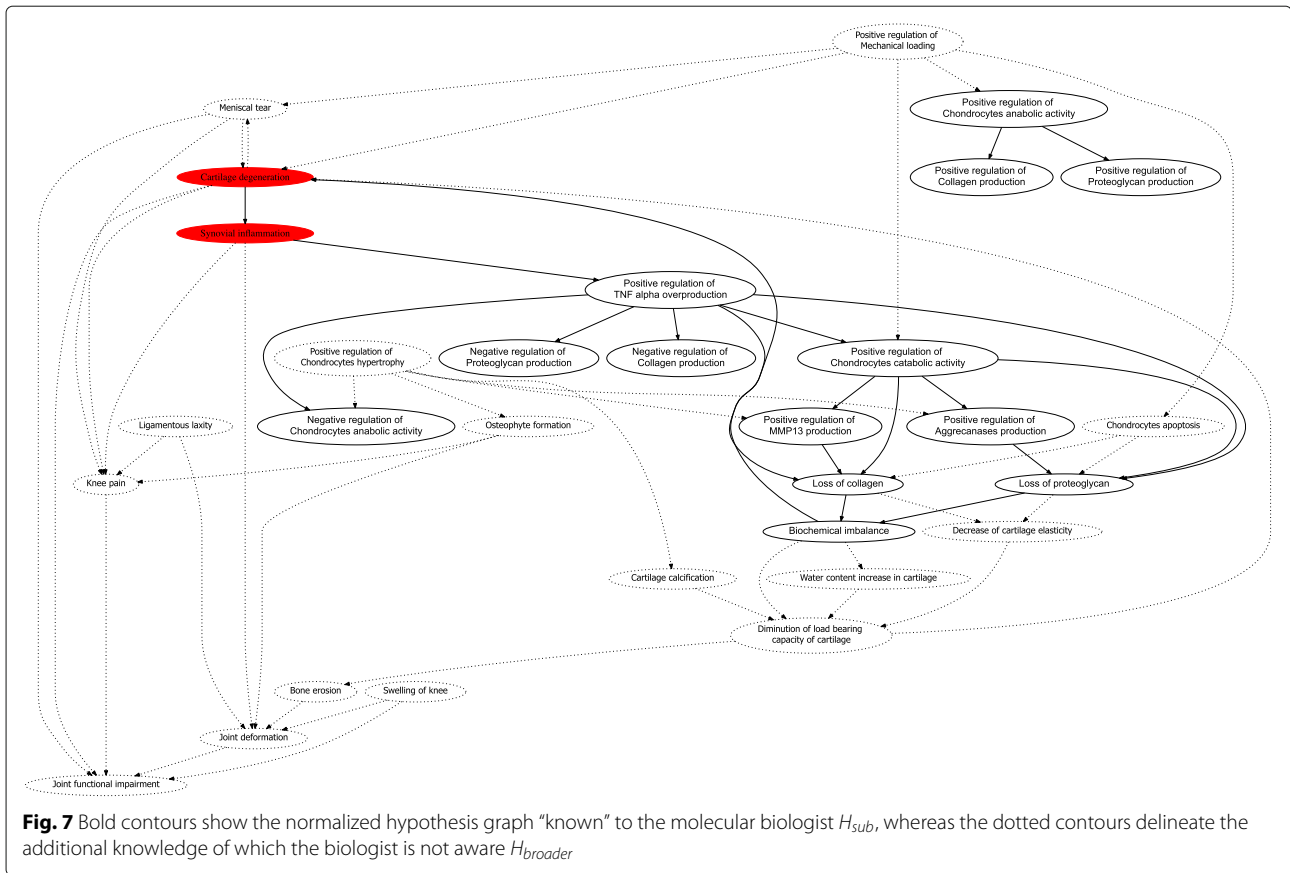 Positive regulation of
Mechanical loading
Meniscal tear
Positive regulation of
Chondrocytes anabolic activity
Cartilage degeneration
Positive regulation of
Collagen production
Positive regulation of
Proteoglycan production
Synovial inflammation
Positive regulation of
TNF alpha overproduction
Positive regulation of
Chondrocytes hypertrophy
Negative regulation of
Proteoglycan production
Negative regulation of
Collagen production
Positive regulation of
Chondrocytes catabolic activity
Ligamentous laxity
Negative regulation of
Chondrocytes anabolic activity
Osteophyte formation
Positive regulation of
MMP13 production
Positive regulation of
Aggrecanases production
Chondrocytes apoptosis
Knee pain
Loss of collagen
Loss of proteoglycan
Biochemical imbalance
Decrease of cartilage elasticity
Cartilage calcification
Water content increase in cartilage
Diminution of load bearing
capacity of cartilage
Bone erosion
Swelling of knee
Joint deformation
Joint functional impairment
Fig. 7 Bold contours show the normalized hypothesis graph “known” to the molecular biologist Hsub, whereas the dotted contours delineate the
additional knowledge of which the biologist is not aware Hbroader